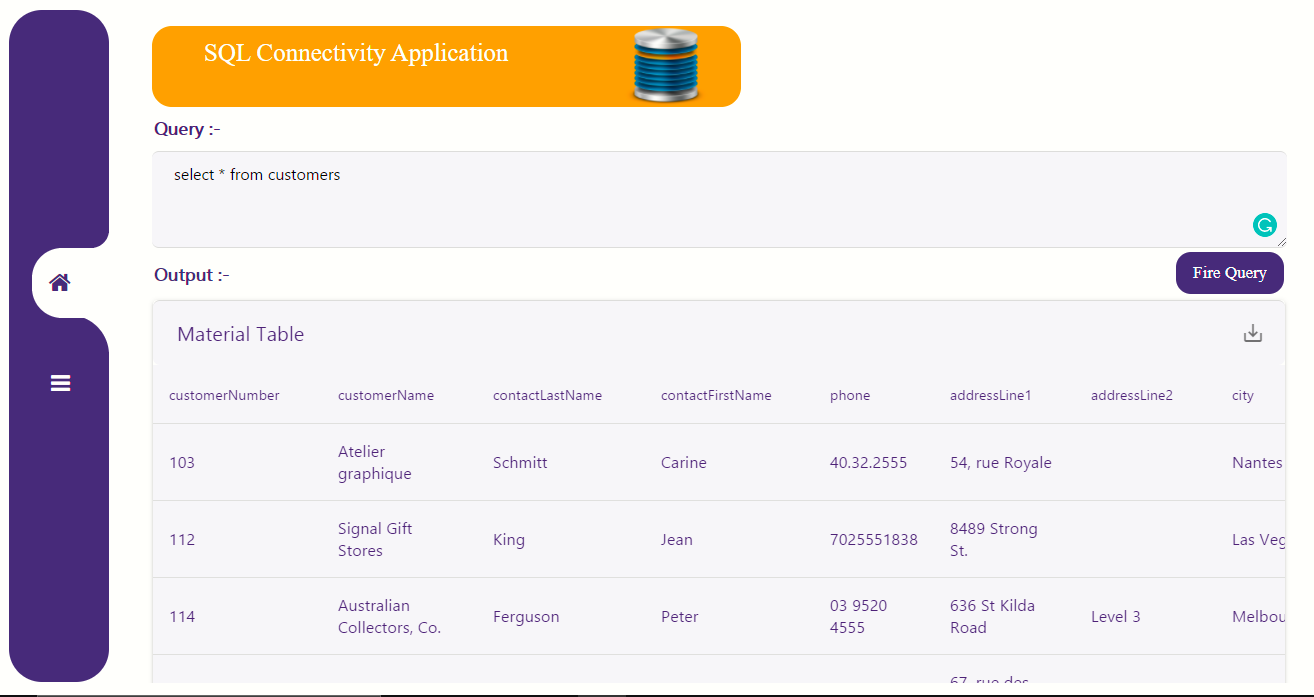 SQL Connectivity Application
Query :-
select * from customers
Output :-
Fire Query
Material Table
customerNumber customerName contactLastName contactFirstName phone addressLine1 addressLine2 city
103 Atelier graphique Schmitt Carine 40.32.2555 54, rue Royale Nantes
112 Signal Gift Stores King Jean 7025551838 8489 Strong St. Las Veg
114 Australian Collectors, Co. Ferguson Peter 03 9520 4555 636 St Kilda Road Level 3 Melbou
67, rue des